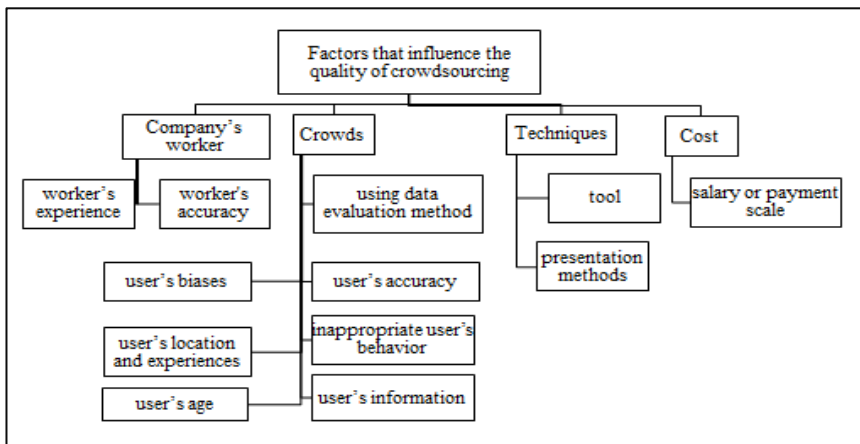 Factors that influence the
quality of crowdsourcing
Company’s
worker
Crowds
Techniques
Cost
worker’s
experience
worker's
accuracy
using data
evaluation method
tool
salary or payment
scale
presentation
methods
user’s biases
user’s accuracy
user’s location
and experiences
inappropriate user’s
behavior
user’s age
user’s information